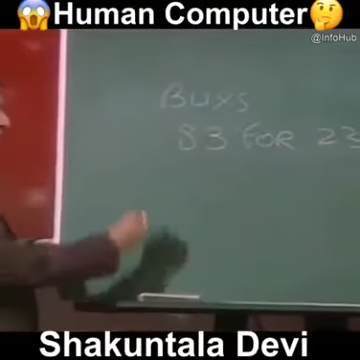 😱Human Computer🤔
@InfoHub
BUYS
83 FOR 23
Shakuntala Devi